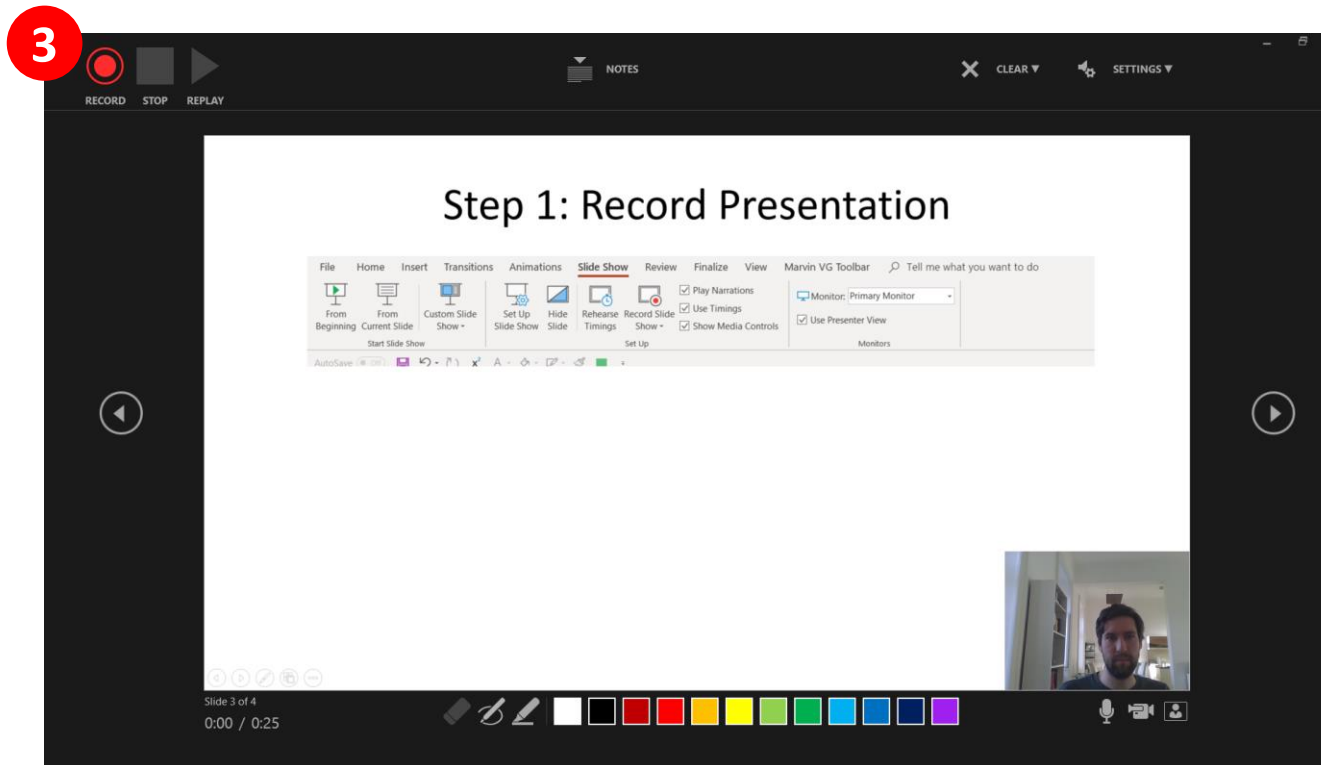 3
NOTES
CLEAR ▼
SETTINGS ▼
RECORD STOP REPLAY
Step 1: Record Presentation
File Home Insert Transitions Animations Slide Show Review Finalize View Marvin VG Toolbar Tell me what you want to do
From Beginning
From Current Slide
Custom Slide Show
Set Up Slide Show
Hide Slide
Rehearse Timings
Record Slide Show
Play Narrations
Use Timings
Show Media Controls
Monitor: Primary Monitor
Use Presenter View
Start Slide Show
Set Up
Monitors
AutoSave Off
x²
A
Slide 3 of 4
0:00 / 0:25